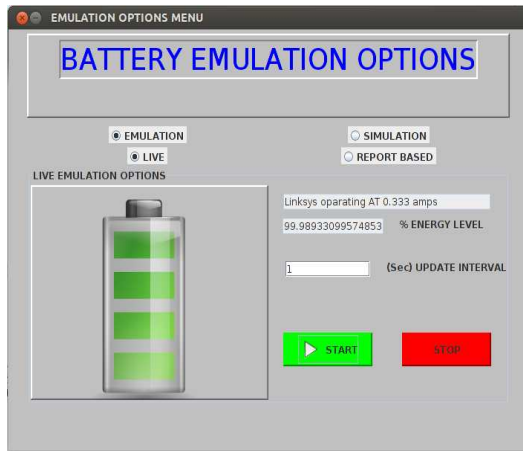 EMULATION OPTIONS MENU
BATTERY EMULATION OPTIONS
EMULATION
SIMULATION
LIVE
REPORT BASED
LIVE EMULATION OPTIONS
Linksys oparating AT 0.333 amps
99.98933099574853 % ENERGY LEVEL
1 (Sec) UPDATE INTERVAL
START
STOP